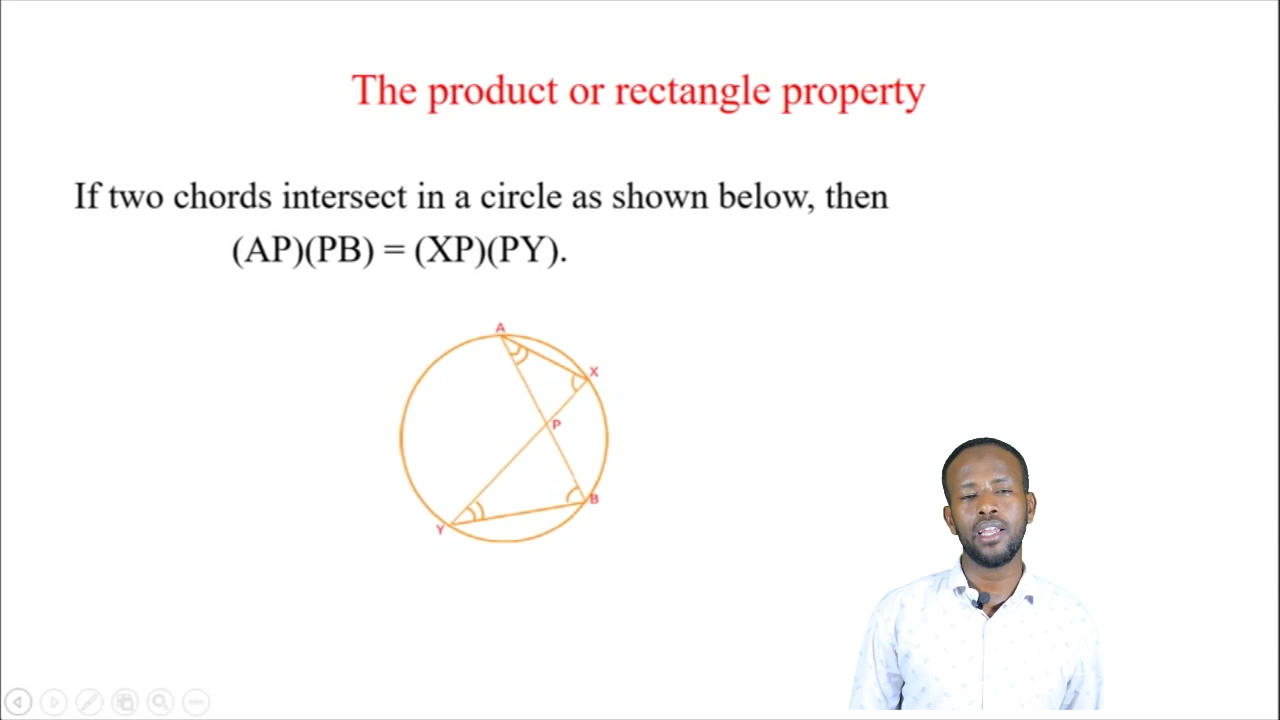 The product or rectangle property
If two chords intersect in a circle as shown below, then
(AP)(PB) = (XP)(PY).
A
X
P
B
Y